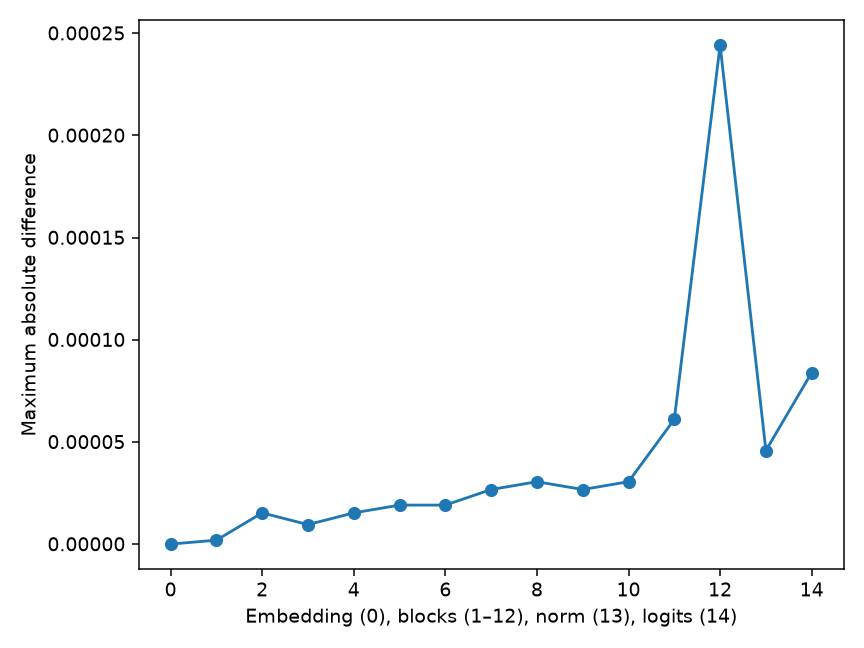 0.00025
0.00020
0.00015
0.00010
0.00005
0.00000
Maximum absolute difference
0 2 4 6 8 10 12 14
Embedding (0), blocks (1–12), norm (13), logits (14)